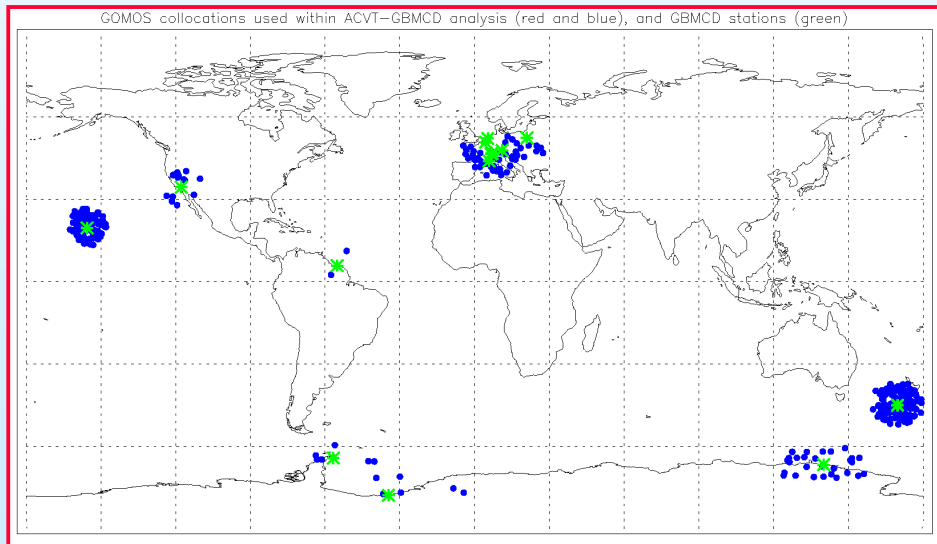 GOMOS collocations used within ACVT-GBMCD analysis (red and blue), and GBMCD stations (green)